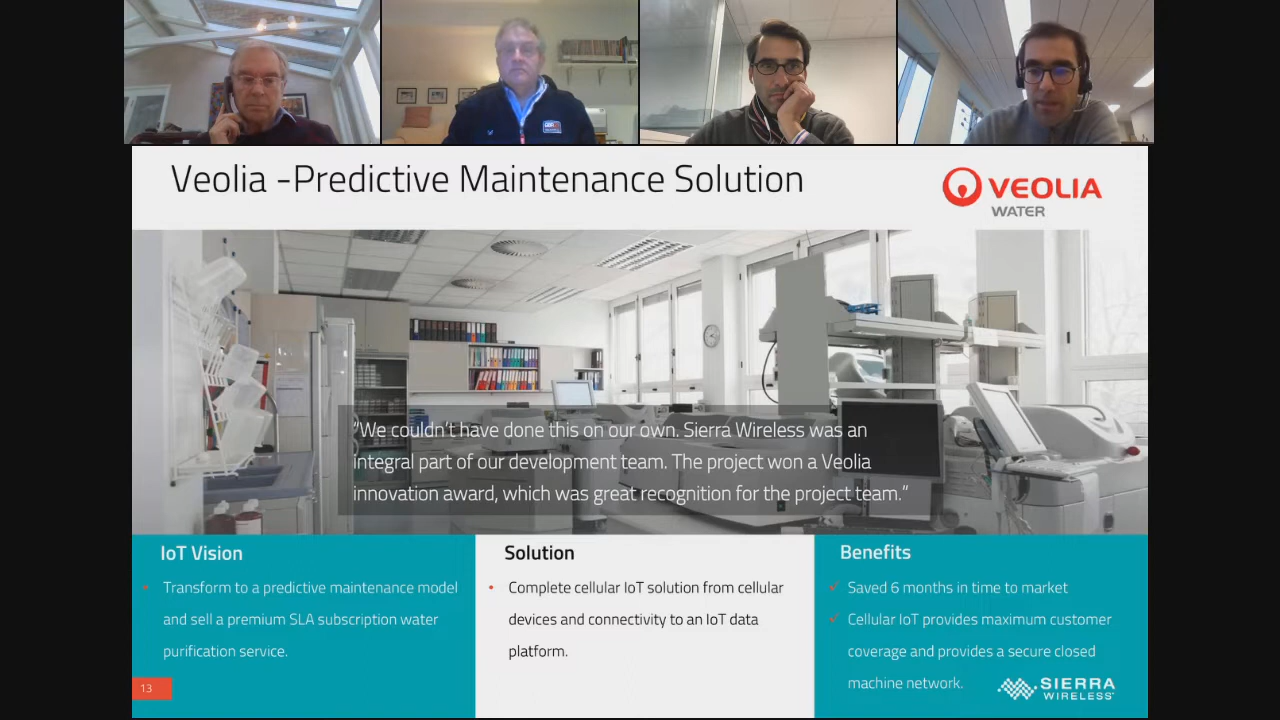 Veolia -Predictive Maintenance Solution
VEOLIA
WATER
“We couldn’t have done this on our own. Sierra Wireless was an
integral part of our development team. The project won a Veolia
innovation award, which was great recognition for the project team.”
IoT Vision
• Transform to a predictive maintenance model
and sell a premium SLA subscription water
purification service.
Solution
• Complete cellular IoT solution from cellular
devices and connectivity to an IoT data
platform.
Benefits
✓ Saved 6 months in time to market
✓ Cellular IoT provides maximum customer
coverage and provides a secure closed
machine network.
13
SIERRA
WIRELESS